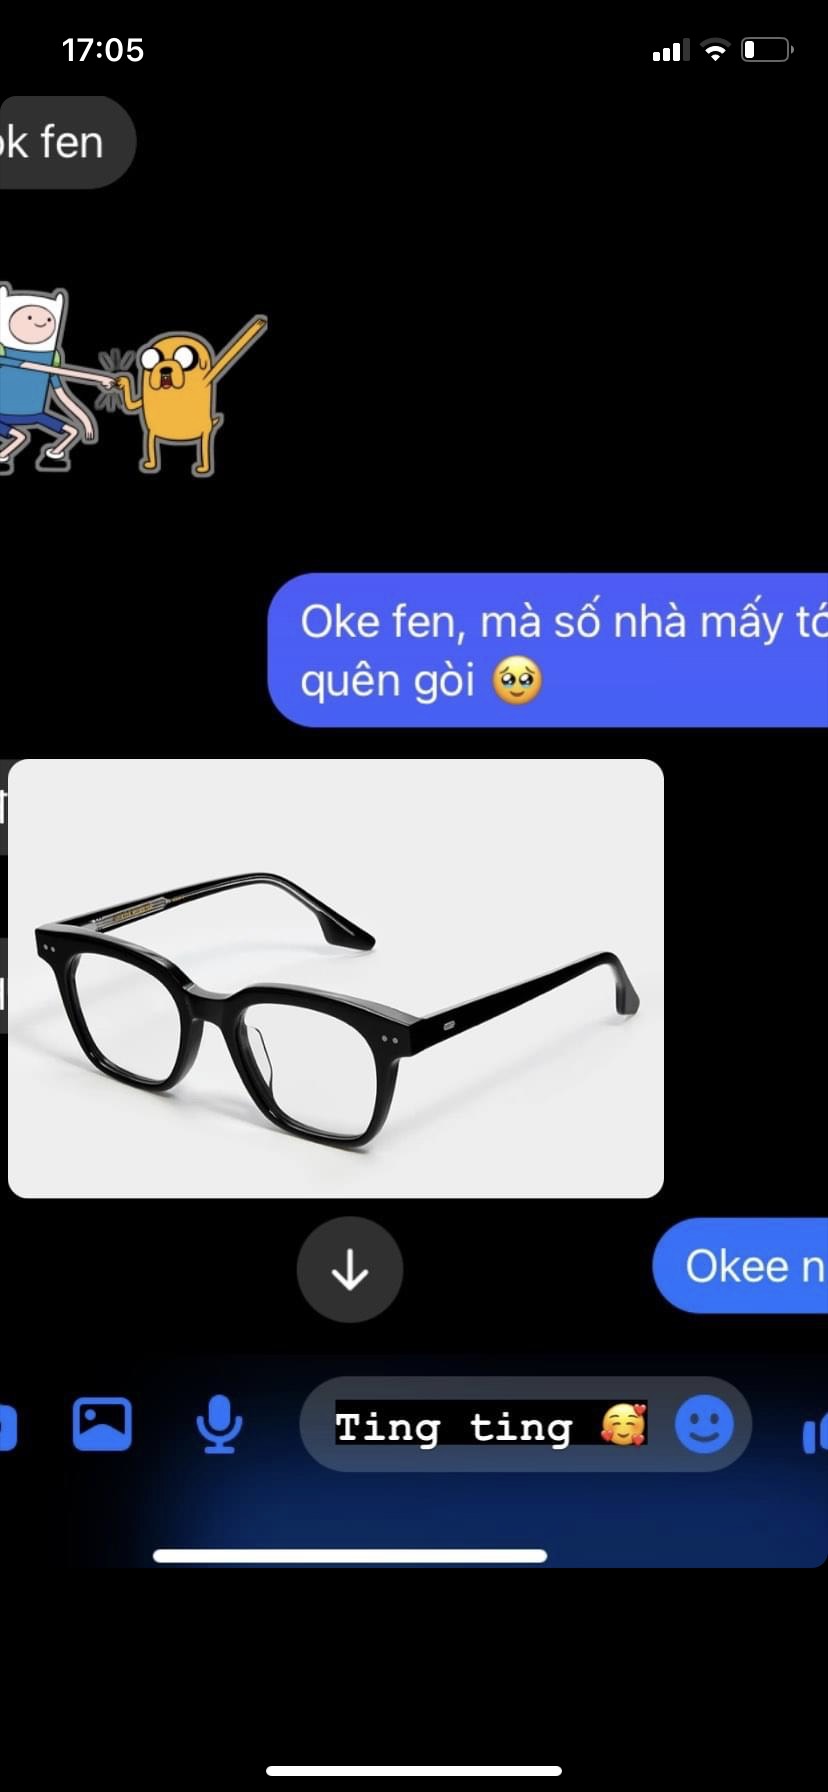 17:05
ok fen
Oke fen, mà số nhà mấy tớ
quên gòi 🥹
Okee n
Ting ting 🥰